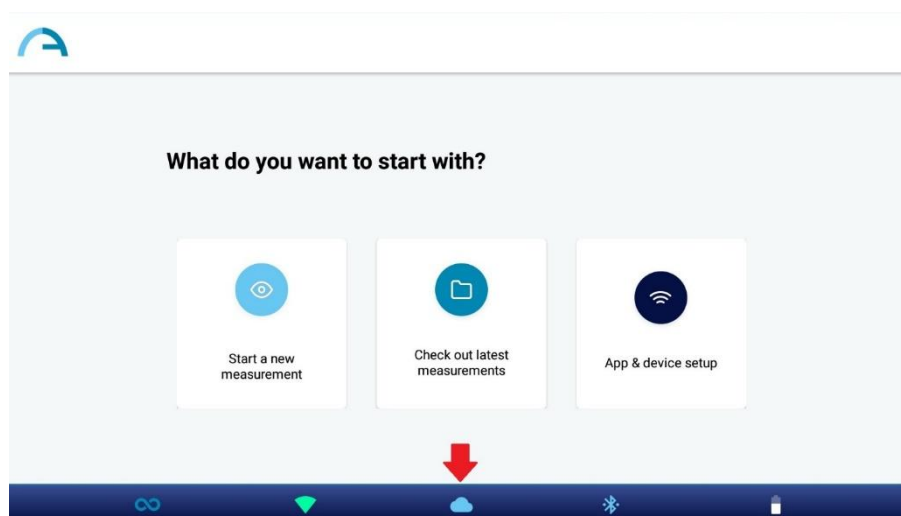 What do you want to start with?
Start a new
measurement
Check out latest
measurements
App & device setup